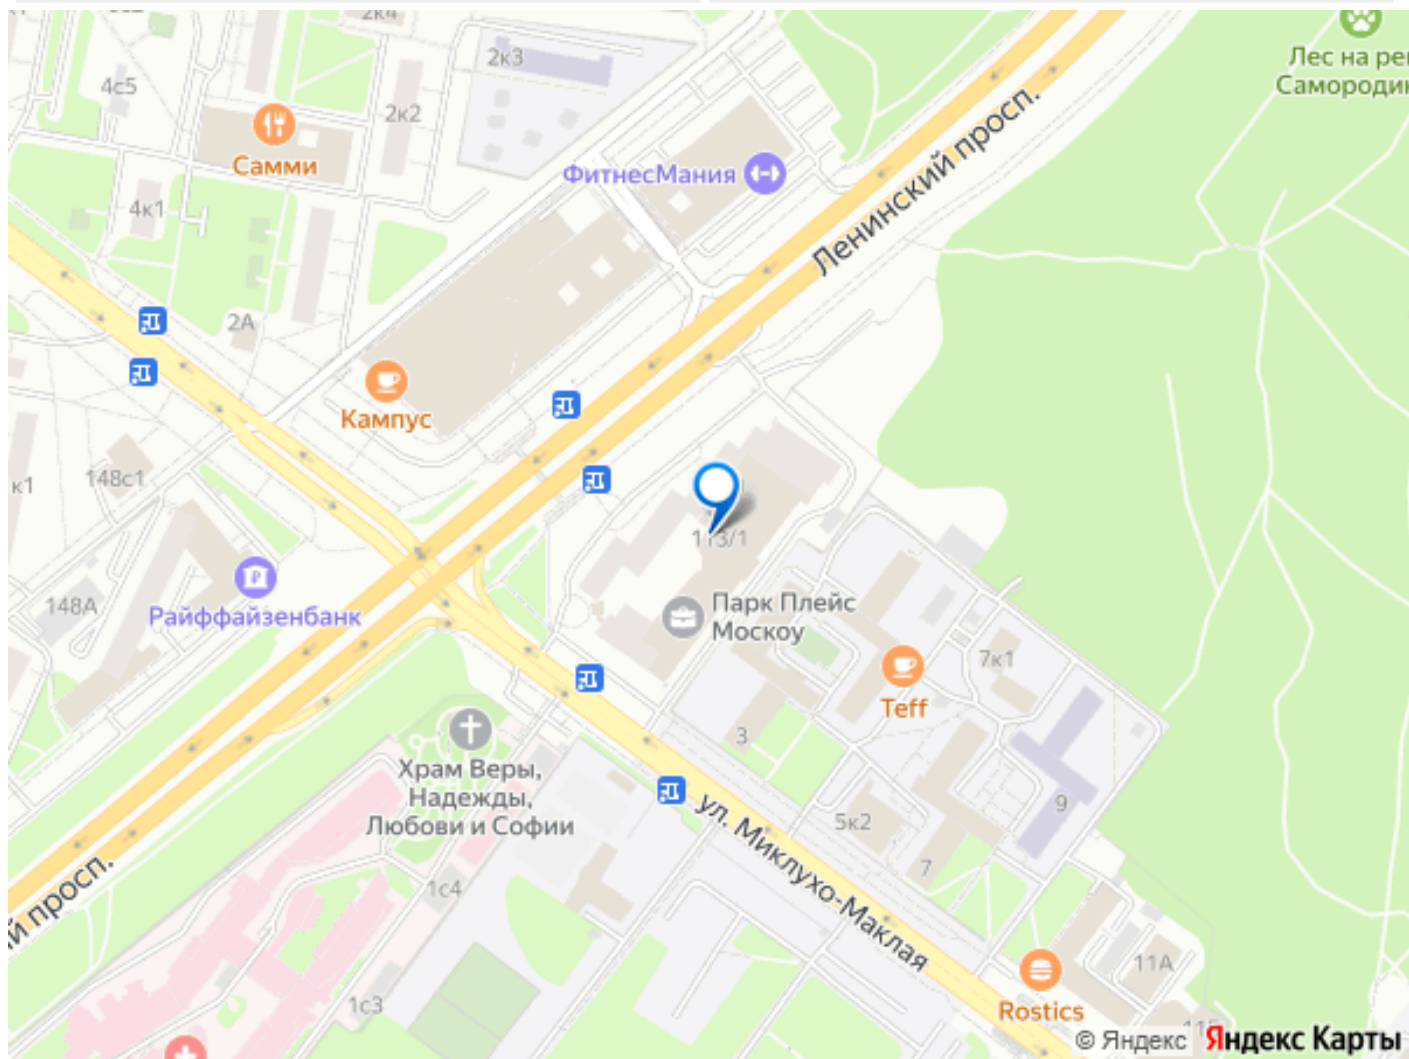 2к4
2к3
4с5
2к2
Самми
4к1
2А
ФитнесМания
Ленинский просп.
Лес на ре
Самороди
Кампус
148с1
к1
113/1
148А
Райффайзенбанк
Парк Плейс
Москоу
7к1
Teff
3
Храм Веры,
Надежды,
Любови и Софии
9
5к2
7
ул. Миклухо-Маклая
й просп.
1с4
1с3
11А
Rostics
© Яндекс Яндекс Карты